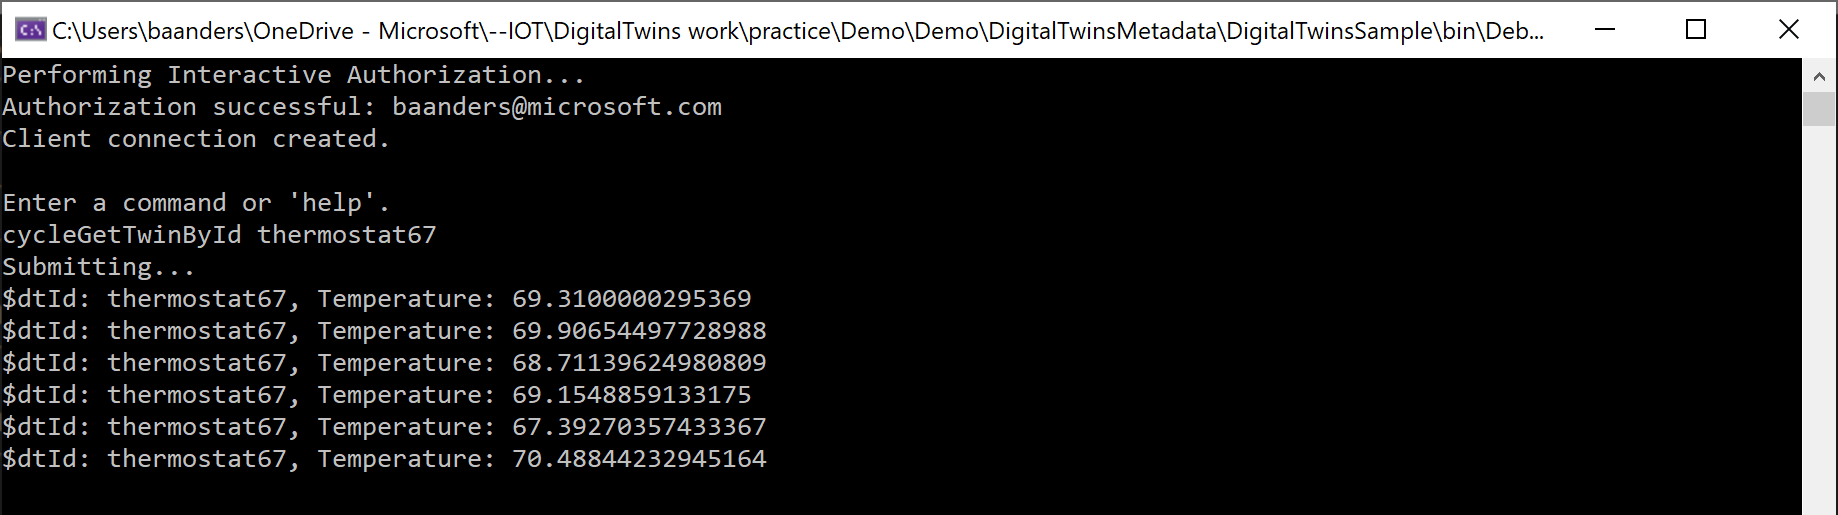 C:\Users\baanders\OneDrive - Microsoft\--IOT\DigitalTwins work\practice\Demo\Demo\DigitalTwinsMetadata\DigitalTwinsSample\bin\Deb...
Performing Interactive Authorization...
Authorization successful: baanders@microsoft.com
Client connection created.
Enter a command or 'help'.
cycleGetTwinById thermostat67
Submitting...
$dtId: thermostat67, Temperature: 69.3100000295369
$dtId: thermostat67, Temperature: 69.90654497728988
$dtId: thermostat67, Temperature: 68.71139624980809
$dtId: thermostat67, Temperature: 69.1548859133175
$dtId: thermostat67, Temperature: 67.39270357433367
$dtId: thermostat67, Temperature: 70.48844232945164